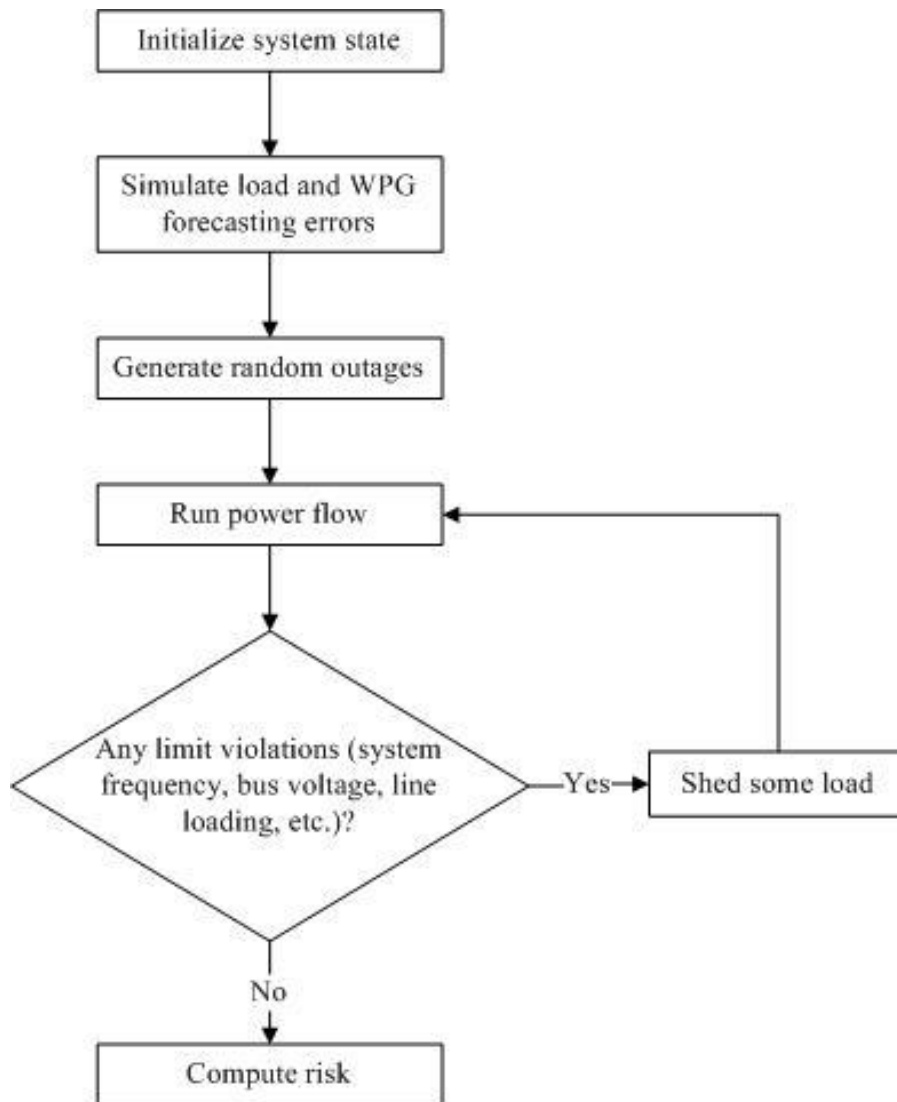 Initialize system state
Simulate load and WPG
forecasting errors
Generate random outages
Run power flow
Any limit violations (system
frequency, bus voltage, line
loading, etc.)?
Yes
Shed some load
No
Compute risk